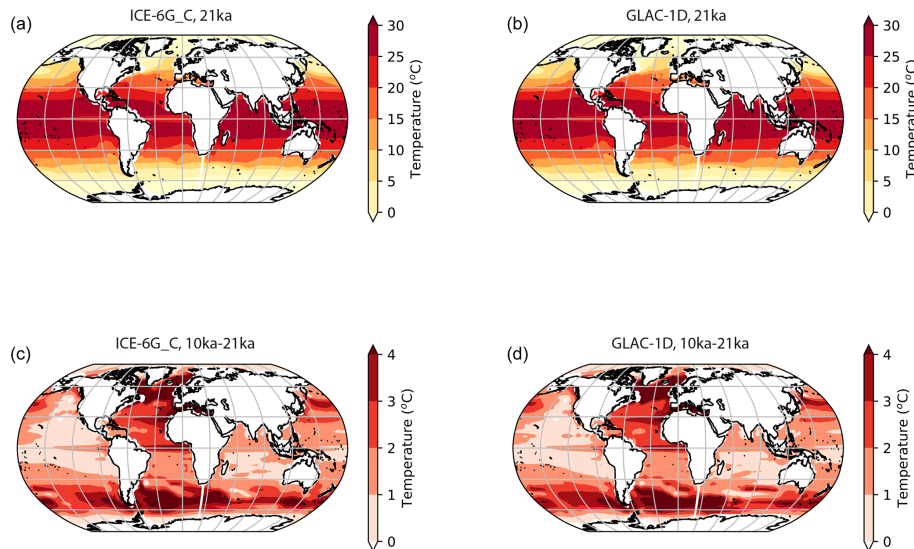 (a)
ICE-6G_C, 21ka
30
25
20
15
10
5
0
Temperature (°C)
(b)
GLAC-1D, 21ka
30
25
20
15
10
5
0
Temperature (°C)
(c)
ICE-6G_C, 10ka-21ka
4
3
2
1
0
Temperature (°C)
(d)
GLAC-1D, 10ka-21ka
4
3
2
1
0
Temperature (°C)